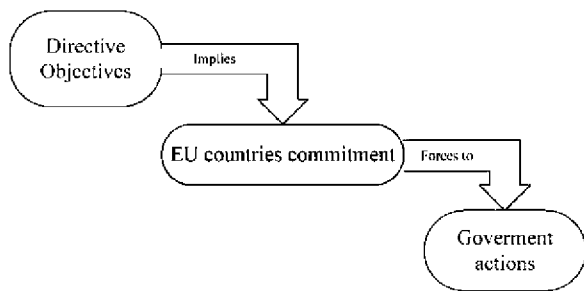 Directive
Objectives
Implies
EU countries commitment
Forces to
Goverment
actions